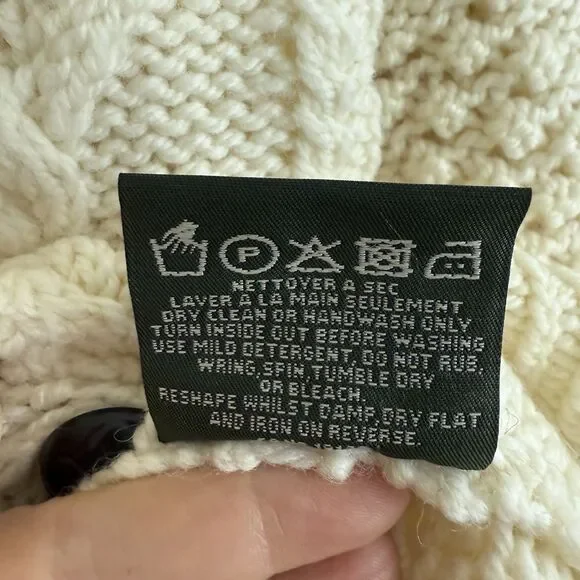 P
NETTOYER A SEC
LAVER A LA MAIN SEULEMENT
DRY CLEAN OR HANDWASH ONLY
TURN INSIDE OUT BEFORE WASHING
USE MILD DETERGENT, DO NOT RUB,
WRING, SPIN, TUMBLE DRY
OR BLEACH.
RESHAPE WHILST DAMP, DRY FLAT
AND IRON ON REVERSE.